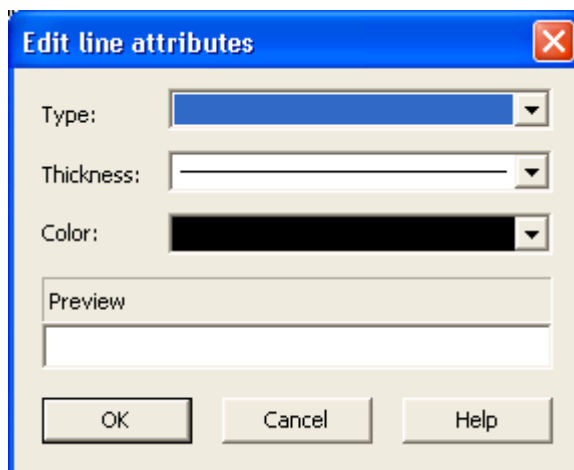 Edit line attributes
Type:
Thickness:
Color:
Preview
OK
Cancel
Help